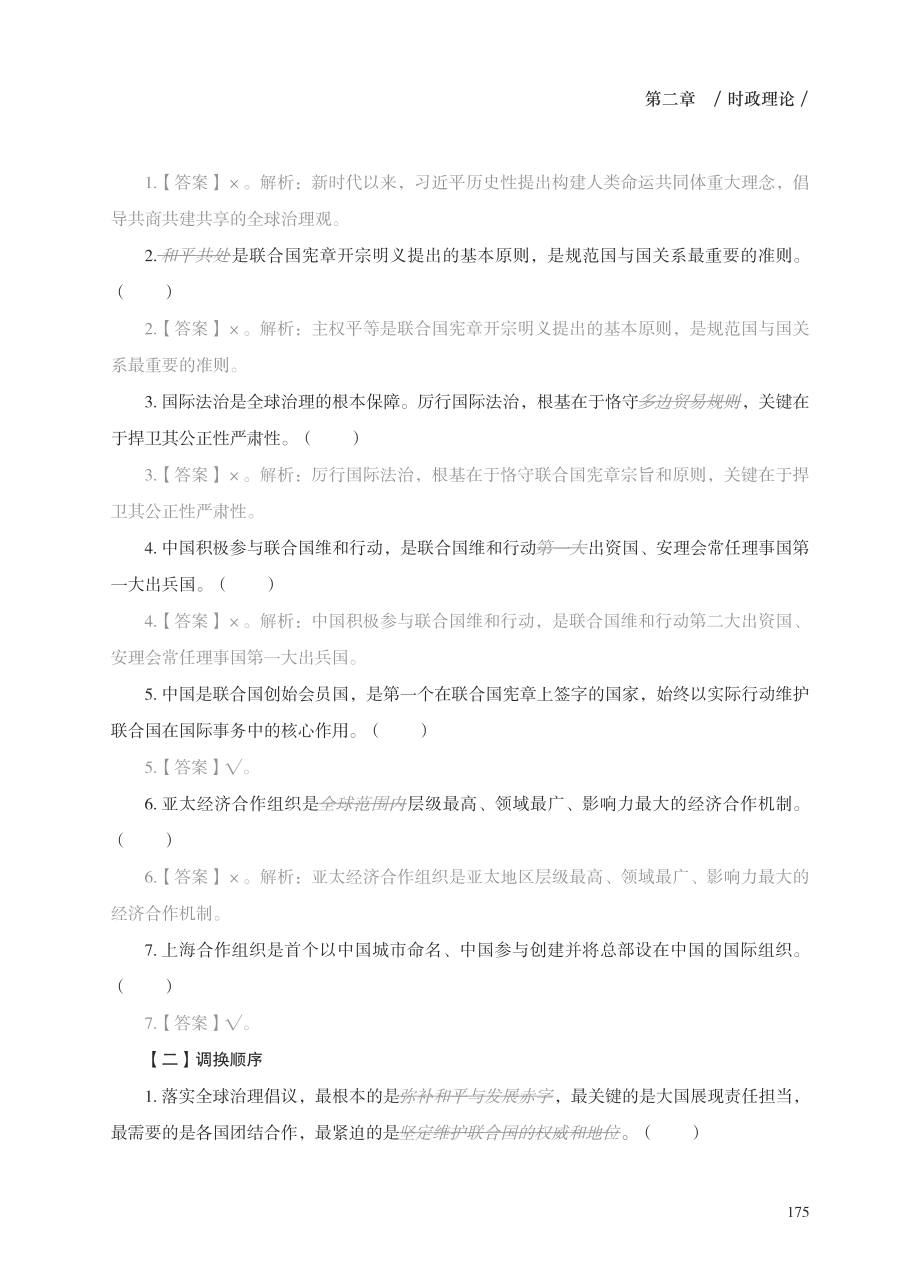 第二章 / 时政理论 /
1.【答案】×。解析：新时代以来，习近平历史性提出构建人类命运共同体重大理念，倡
导共商共建共享的全球治理观。
2. 和平共处是联合国宪章开宗明义提出的基本原则，是规范国与国关系最重要的准则。
（　　）
2.【答案】×。解析：主权平等是联合国宪章开宗明义提出的基本原则，是规范国与国关
系最重要的准则。
3. 国际法治是全球治理的根本保障。厉行国际法治，根基在于恪守多边贸易规则，关键在
于捍卫其公正性严肃性。（　　）
3.【答案】×。解析：厉行国际法治，根基在于恪守联合国宪章宗旨和原则，关键在于捍
卫其公正性严肃性。
4. 中国积极参与联合国维和行动，是联合国维和行动第一大出资国、安理会常任理事国第
一大出兵国。（　　）
4.【答案】×。解析：中国积极参与联合国维和行动，是联合国维和行动第二大出资国、
安理会常任理事国第一大出兵国。
5. 中国是联合国创始会员国，是第一个在联合国宪章上签字的国家，始终以实际行动维护
联合国在国际事务中的核心作用。（　　）
5.【答案】√。
6. 亚太经济合作组织是全球范围内层级最高、领域最广、影响力最大的经济合作机制。
（　　）
6.【答案】×。解析：亚太经济合作组织是亚太地区层级最高、领域最广、影响力最大的
经济合作机制。
7. 上海合作组织是首个以中国城市命名、中国参与创建并将总部设在中国的国际组织。
（　　）
7.【答案】√。
【二】调换顺序
1. 落实全球治理倡议，最根本的是弥补和平与发展赤字，最关键的是大国展现责任担当，
最需要的是各国团结合作，最紧迫的是坚定维护联合国的权威和地位。（　　）
175